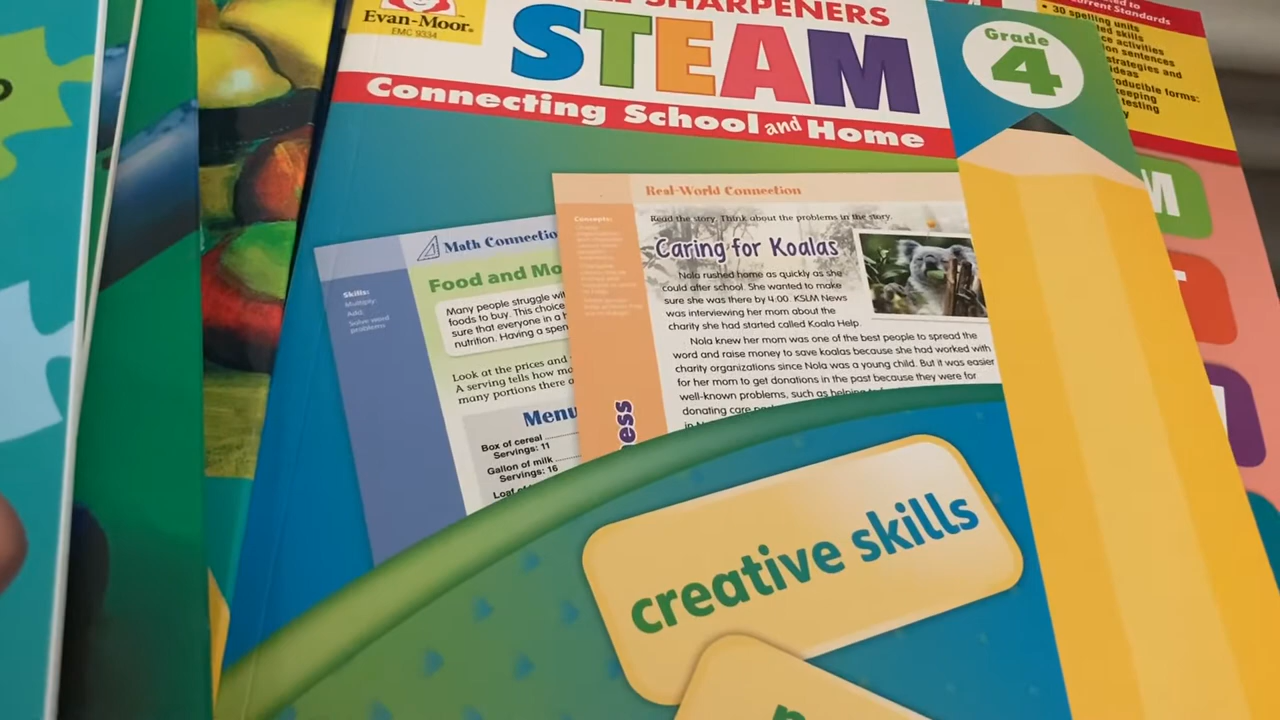 SHARPENERS
Evan-Moor®
EMC 9334
STEAM
Connecting School and Home
Grade
4
Current Standards
• 30 spelling units
skills
activities
sentences
strategies and
ideas
forms:
testing
Real-World Connection
Concepts:
Read the story. Think about the problems in the story.
Caring for Koalas
Nola rushed home as quickly as she
could after school. She wanted to make
sure she was there by 4:00. KSLM News
was interviewing her mom about the
charity she had started called Koala Help.
Nola knew her mom was one of the best people to spread the
word and raise money to save koalas because she had worked with
charity organizations since Nola was a young child. But it was easier
for her mom to get donations in the past because they were for
well-known problems, such as helping
donating care
Math Connection
Skills:
Multiply;
Add;
Solve word
problems
Food and Mo
Many people struggle wit
foods to buy. This choice
sure that everyone in a h
nutrition. Having a spen
Look at the prices and
A serving tells how ma
many portions there a
Menu
Box of cereal
Servings: 11
Gallon of milk
Servings: 16
Loaf of
ess
M
creative skills